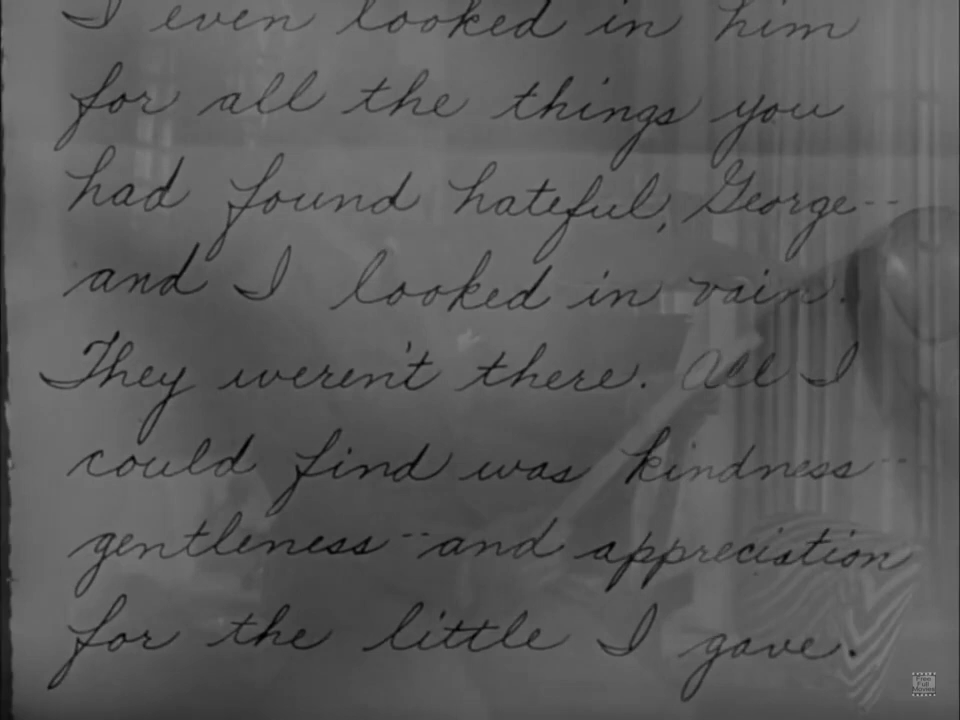 I even looked in him
for all the things you
had found hateful, George--
and I looked in vain.
They weren't there. All I
could find was kindness--
gentleness--and appreciation
for the little I gave.